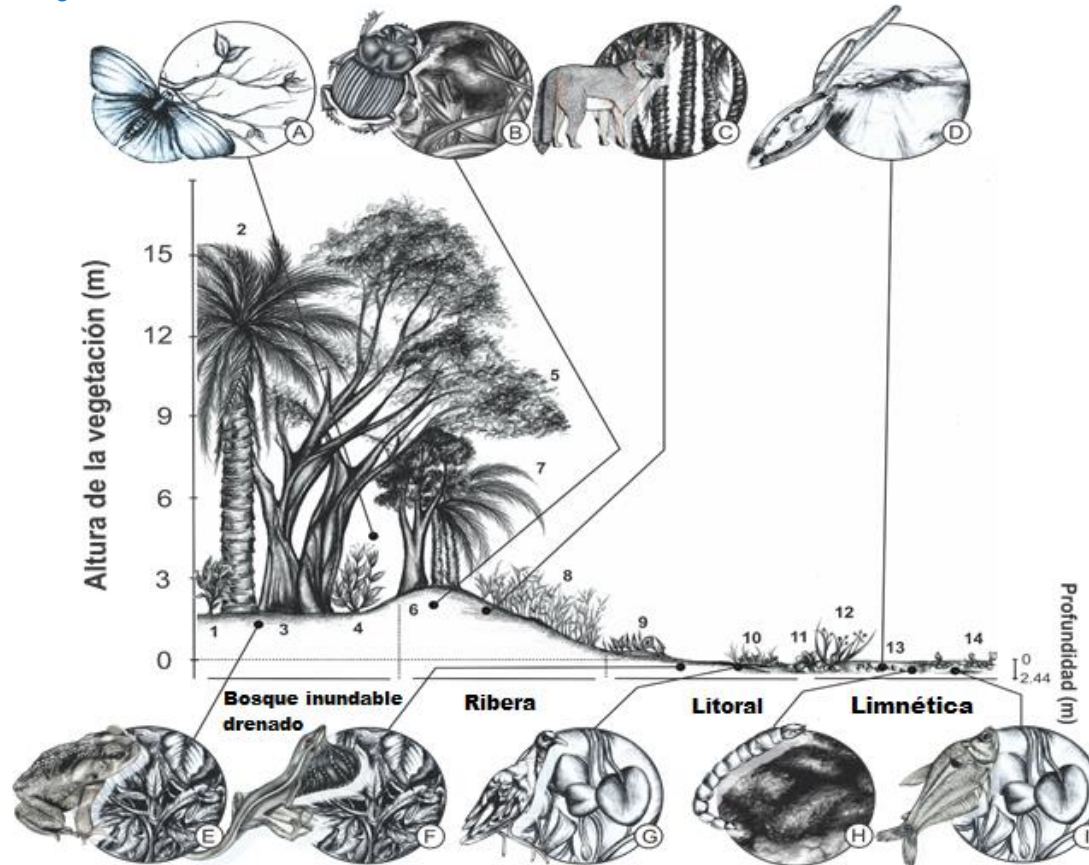 A
B
C
D
Altura de la vegetación (m)
15
12
9
6
3
0
2
5
7
8
1
3
4
6
9
10
11
12
13
14
Profundidad (m)
0
2.44
Bosque inundable
drenado
Ribera
Litoral
Limnética
E
F
G
H